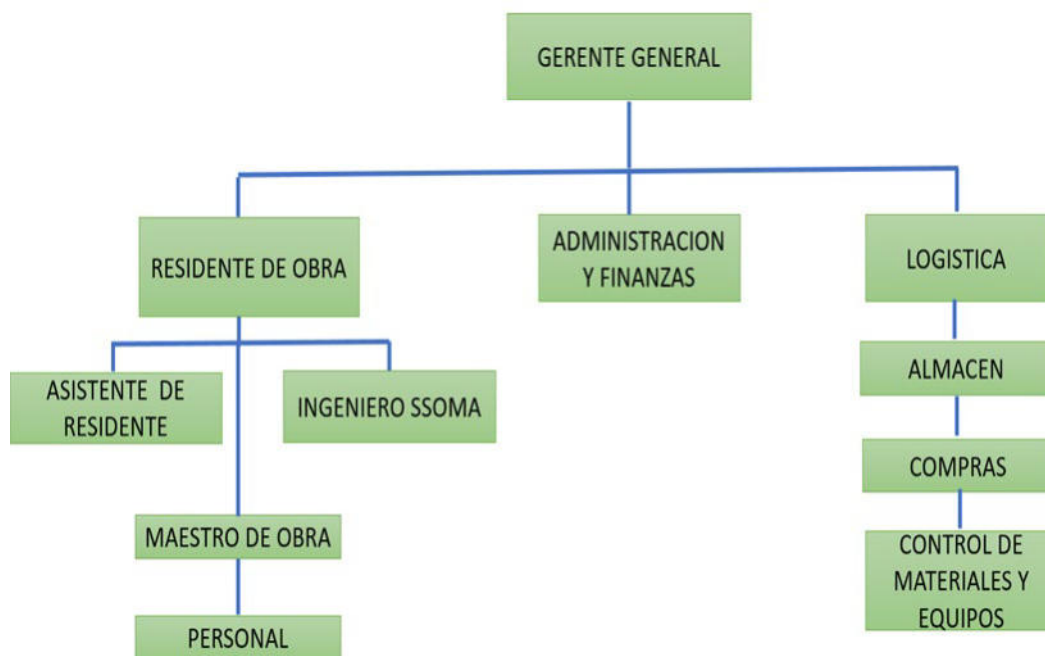 GERENTE GENERAL
RESIDENTE DE OBRA
ADMINISTRACION
Y FINANZAS
LOGISTICA
ASISTENTE DE
RESIDENTE
INGENIERO SSOMA
ALMACEN
COMPRAS
MAESTRO DE OBRA
CONTROL DE
MATERIALES Y
EQUIPOS
PERSONAL